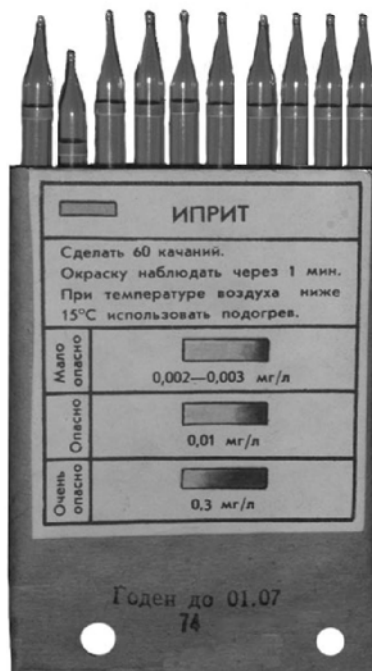 ИПРИТ
Сделать 60 качаний.
Окраску наблюдать через 1 мин.
При температуре воздуха ниже
15°С использовать подогрев.
Мало
опасно
0,002—0,003 мг/л
Опасно
0,01 мг/л
Очень
опасно
0.3 мг/л
Годен до 01.07
74